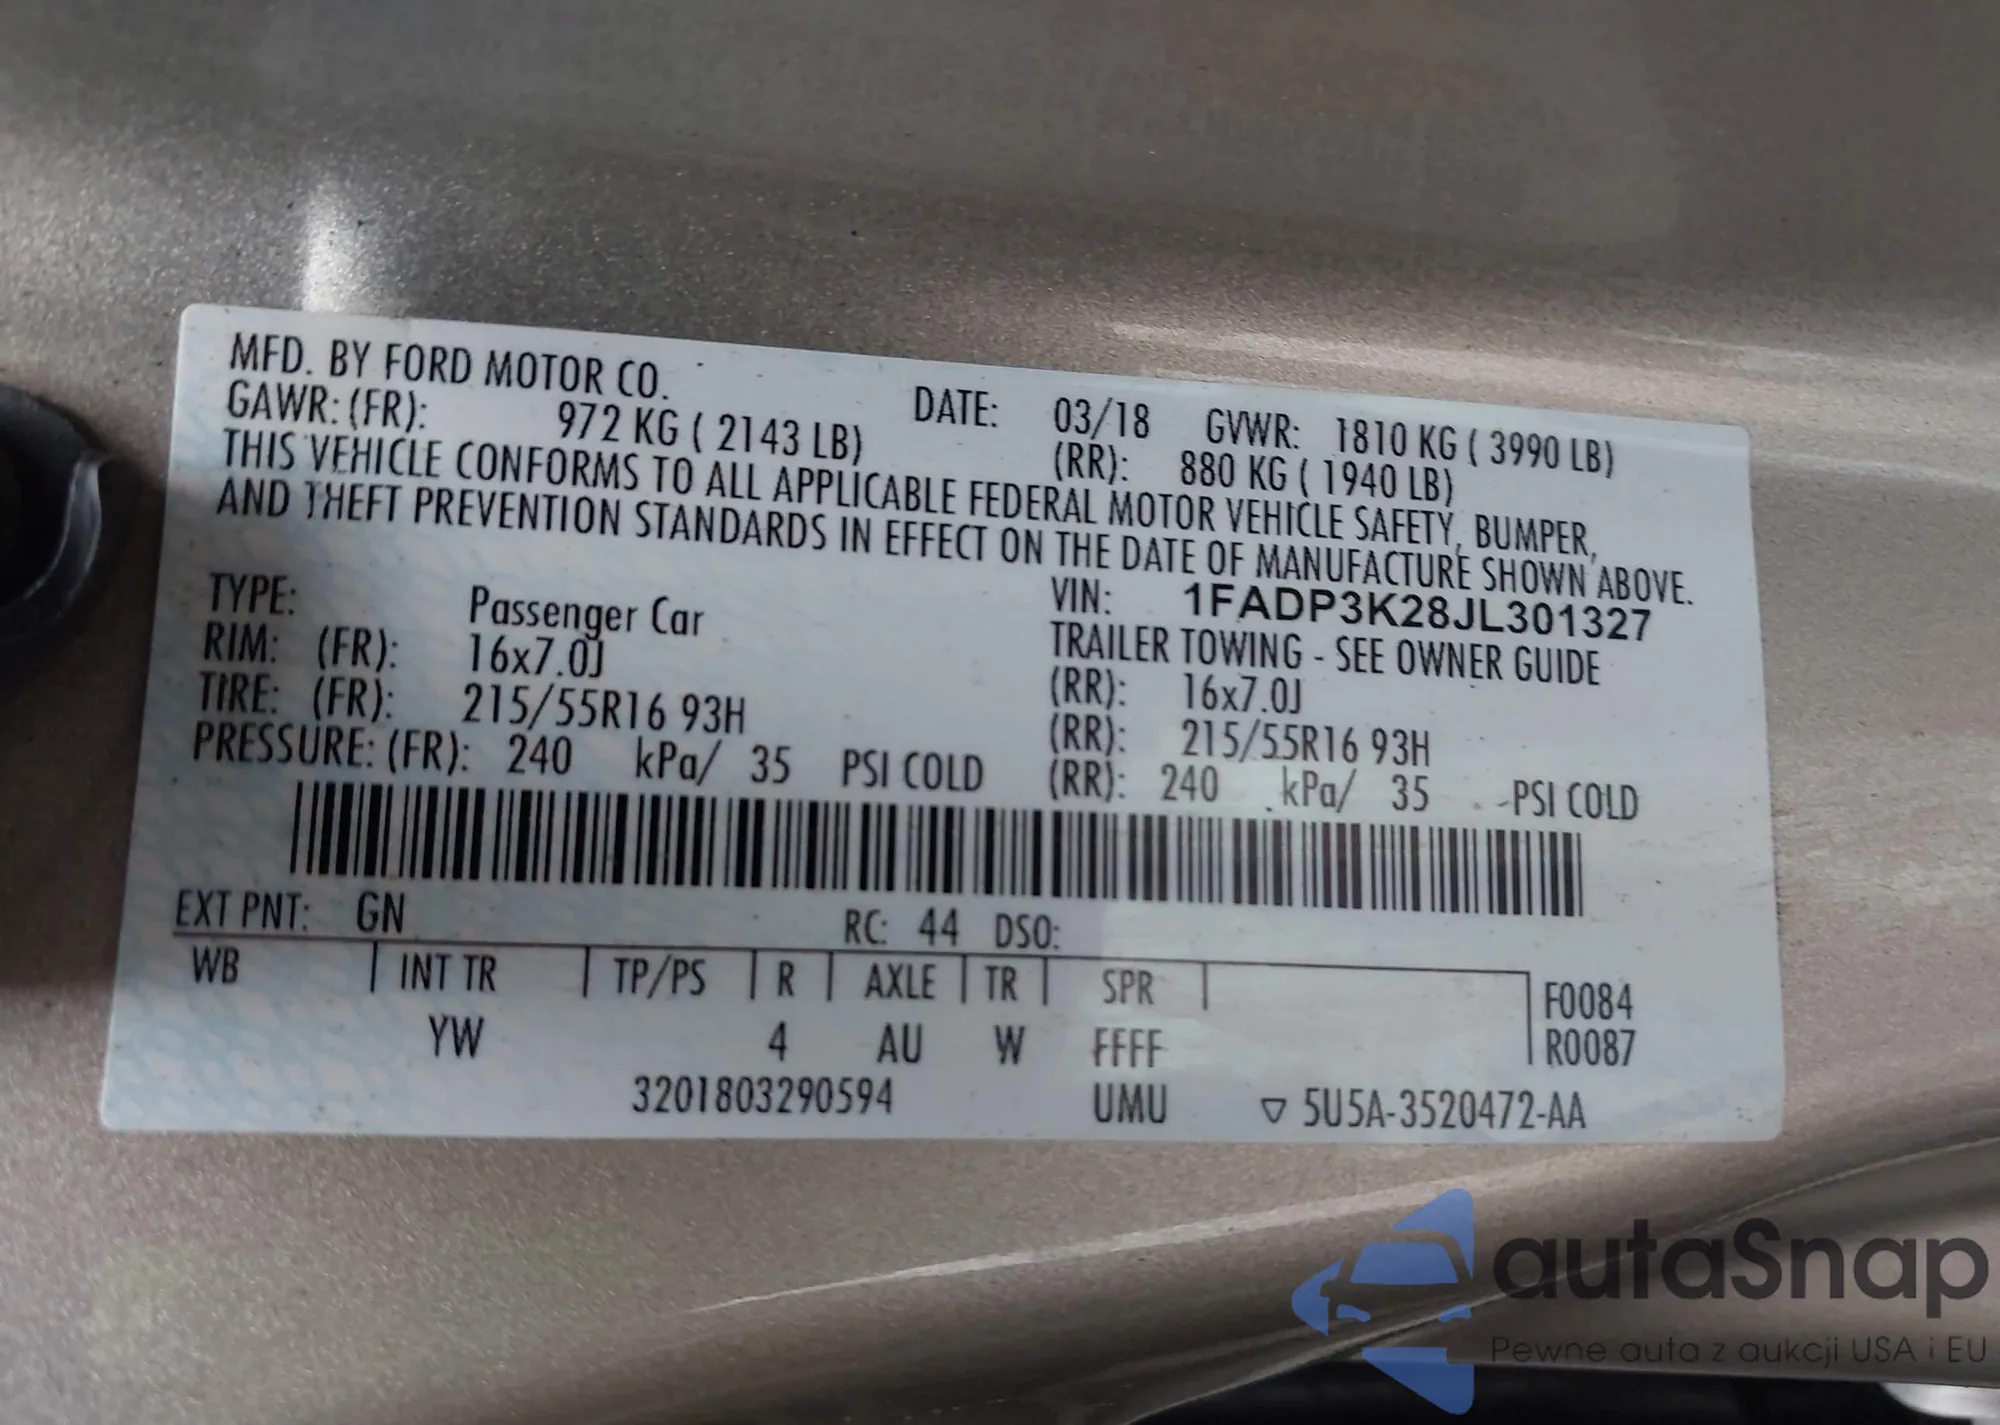 MFD. BY FORD MOTOR CO.
DATE: 03/18 GVWR: 1810 KG ( 3990 LB)
GAWR: (FR): 972 KG ( 2143 LB) (RR): 880 KG ( 1940 LB)
THIS VEHICLE CONFORMS TO ALL APPLICABLE FEDERAL MOTOR VEHICLE SAFETY, BUMPER,
AND THEFT PREVENTION STANDARDS IN EFFECT ON THE DATE OF MANUFACTURE SHOWN ABOVE.
VIN: 1FADP3K28JL301327
TYPE: Passenger Car TRAILER TOWING - SEE OWNER GUIDE
RIM: (FR): 16x7.0J (RR): 16x7.0J
TIRE: (FR): 215/55R16 93H (RR): 215/55R16 93H
PRESSURE: (FR): 240 kPa/ 35 PSI COLD (RR): 240 kPa/ 35 PSI COLD
EXT PNT: GN RC: 44 DSO:
WB INT TR TP/PS R AXLE TR SPR F0084
YW 4 AU W FFFF R0087
3201803290594 UMU ▽ 5U5A-3520472-AA
autaSnap
Pewne auta z aukcji USA i EU